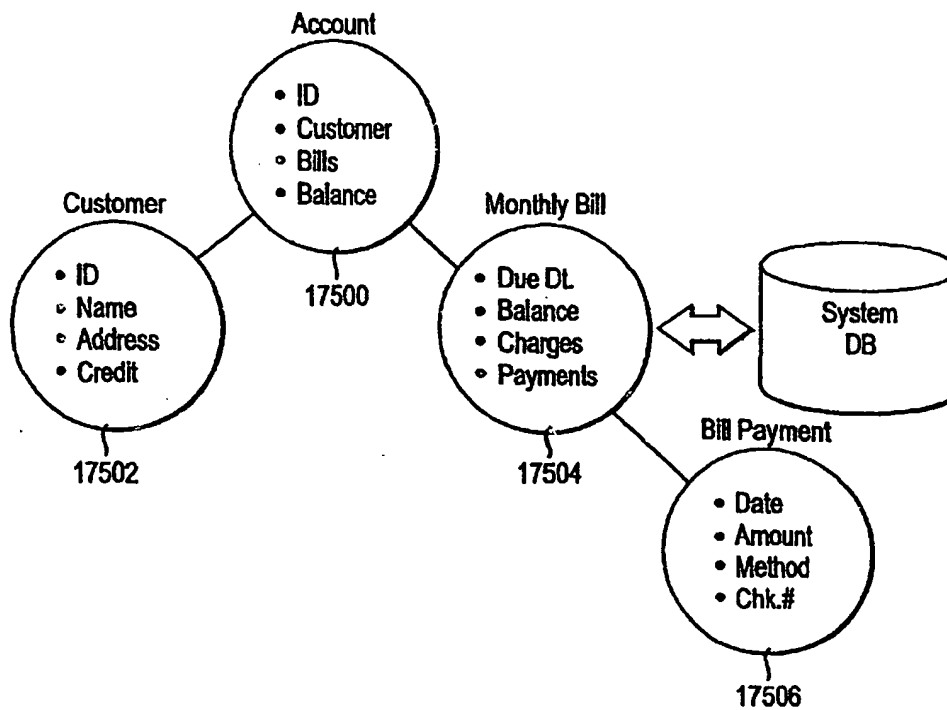 Account
• ID
• Customer
• Bills
• Balance
17500
Customer
• ID
• Name
• Address
• Credit
17502
Monthly Bill
• Due Dt.
• Balance
• Charges
• Payments
17504
System
DB
Bill Payment
• Date
• Amount
• Method
• Chk.#
17506